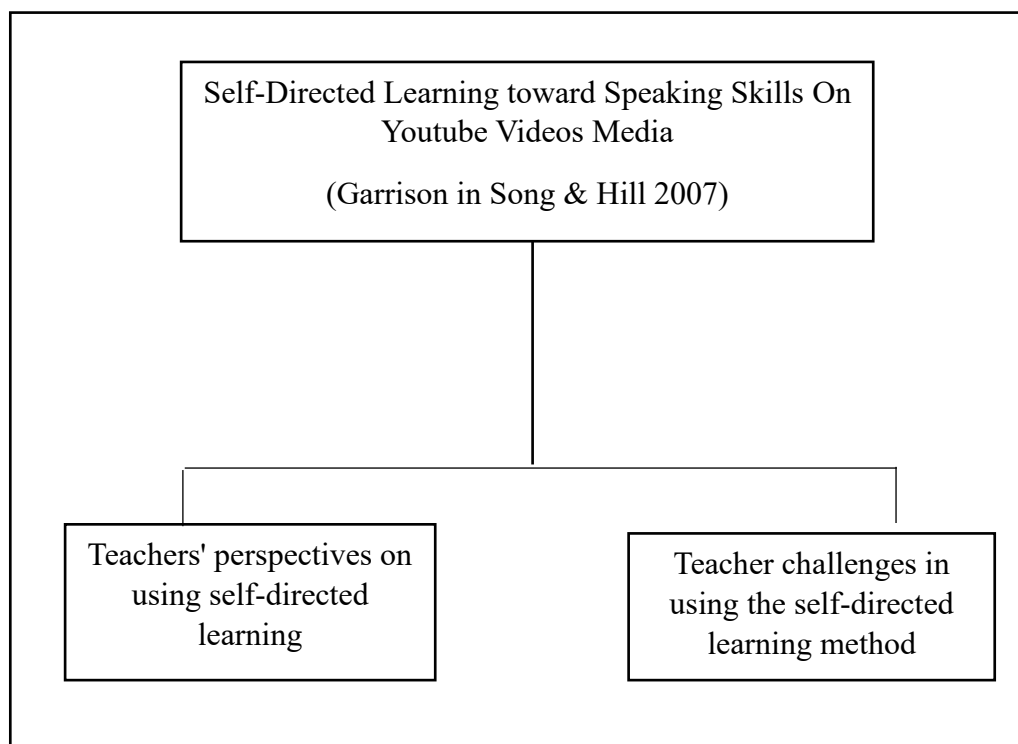 Self-Directed Learning toward Speaking Skills On
Youtube Videos Media
(Garrison in Song & Hill 2007)
Teachers' perspectives on
using self-directed
learning
Teacher challenges in
using the self-directed
learning method